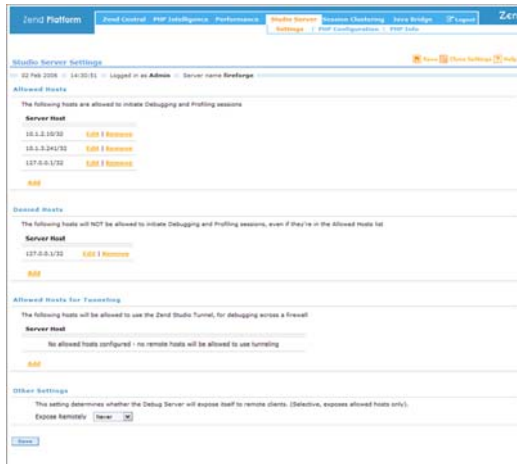 Zend Platform
Zend Central PHP Intelligence Performance Studio Server Session Clustering Java Bridge Logout
Settings | PHP Configuration | PHP Info
Studio Server Settings
Save Clone Settings Help
02 Feb 2006 :: 14:30:51 :: Logged in as Admin :: Server name fireforge
Allowed Hosts
The following hosts are allowed to initiate Debugging and Profiling sessions
Server Host
10.1.2.10/32 Edit | Remove
10.1.3.241/32 Edit | Remove
127.0.0.1/32 Edit | Remove
Add
Denied Hosts
The following hosts will NOT be allowed to initiate Debugging and Profiling sessions, even if they're in the Allowed Hosts list
Server Host
127.0.0.1/32 Edit | Remove
Add
Allowed Hosts for Tunneling
The following hosts will be allowed to use the Zend Studio Tunnel, for debugging across a firewall
Server Host
No allowed hosts configured - no remote hosts will be allowed to use tunneling
Add
Other Settings
This setting determines whether the Debug Server will expose itself to remote clients. (Selective, exposes allowed hosts only).
Expose Remotely Never
Save